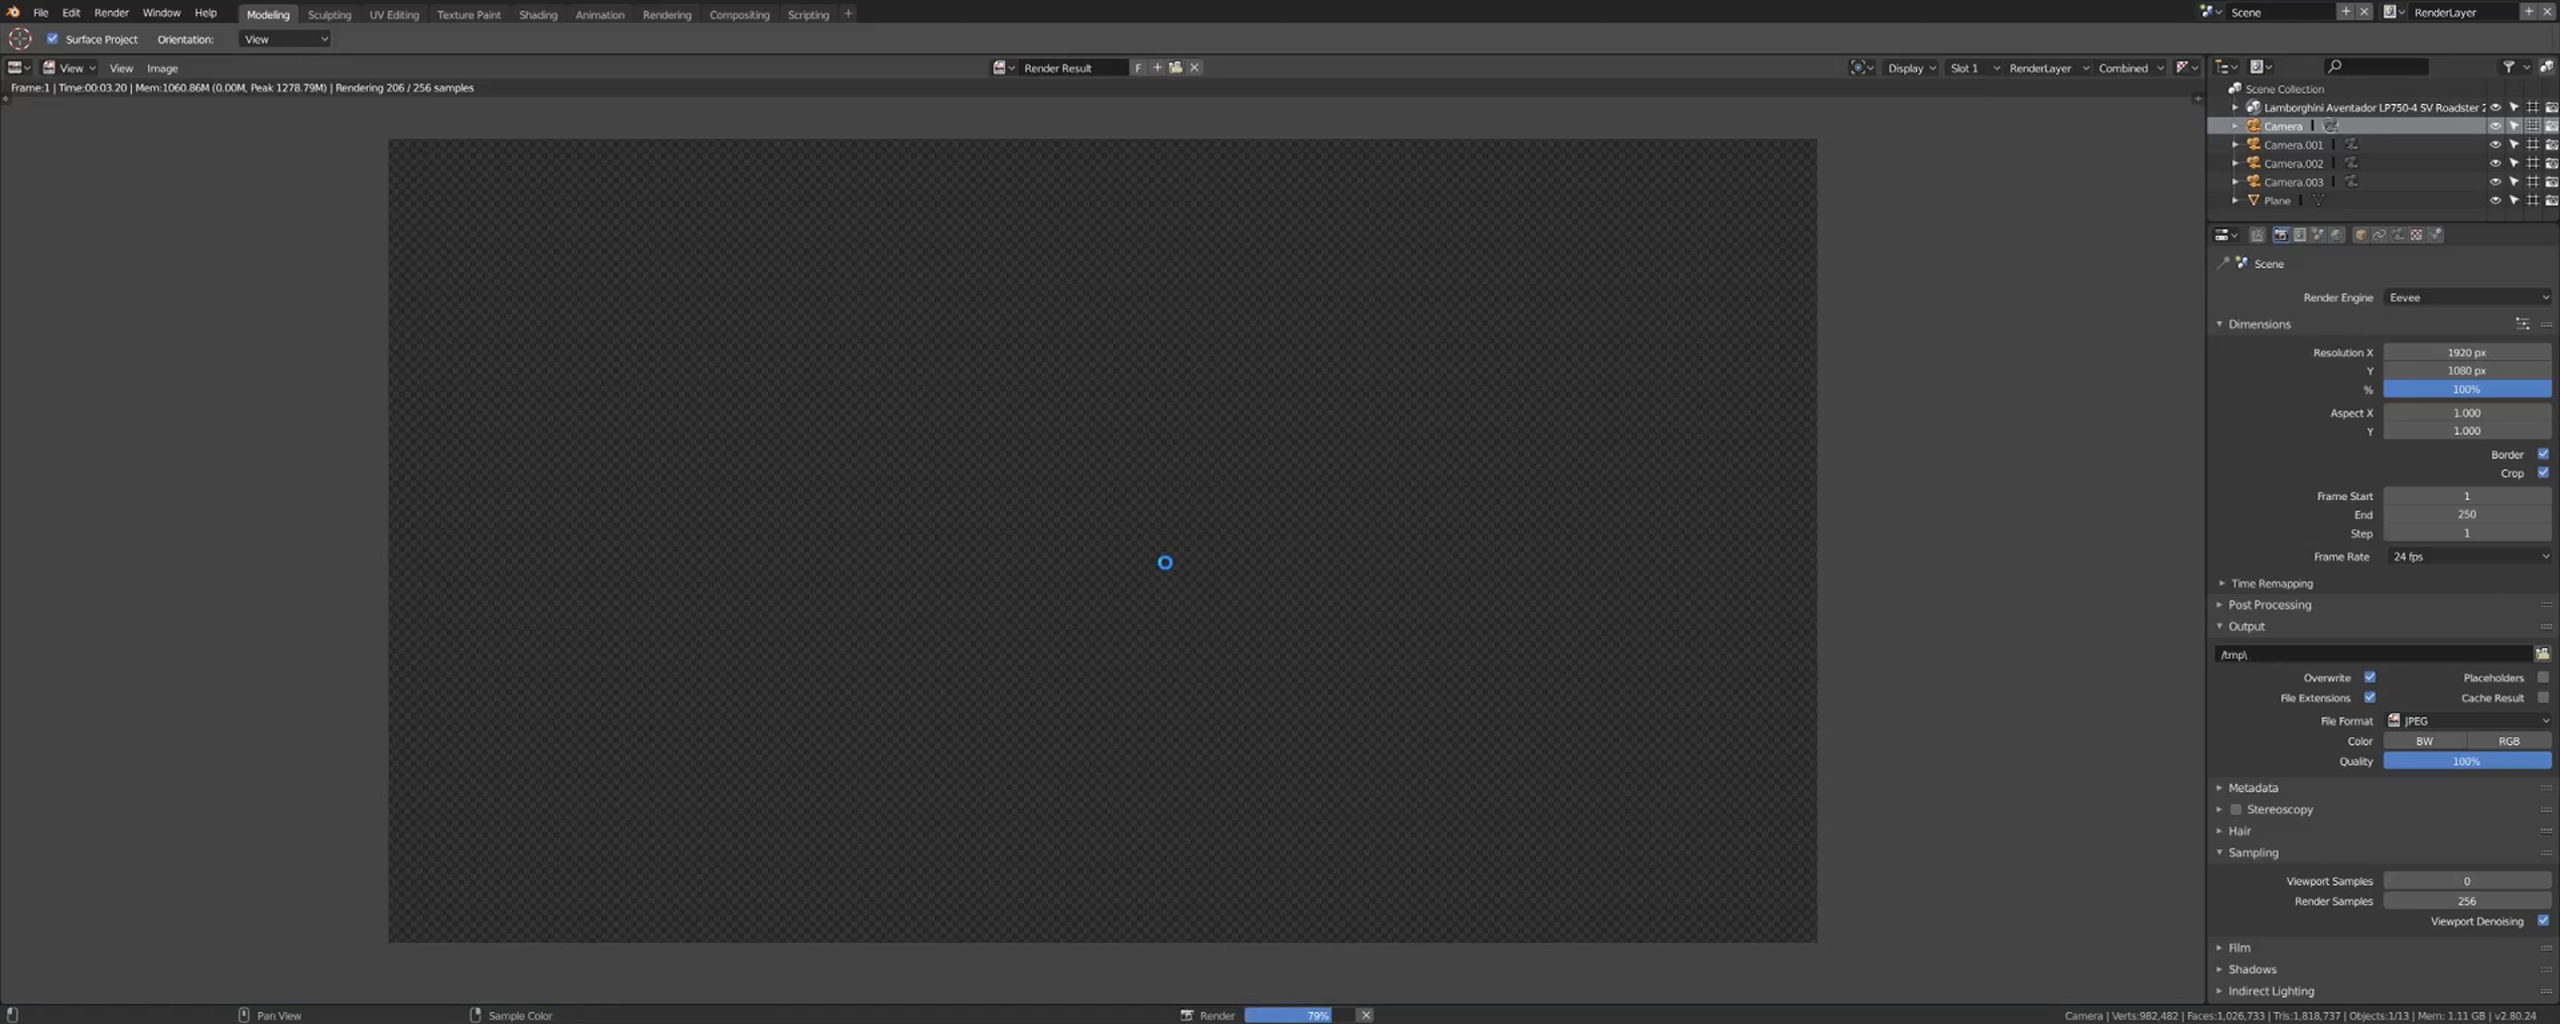 File Edit Render Window Help Modeling Sculpting UV Editing Texture Paint Shading Animation Rendering Compositing Scripting + Scene RenderLayer
Surface Project Orientation: View
View View Image Render Result F Display Slot 1 RenderLayer Combined
Frame:1 | Time:00:03.20 | Mem:1060.86M (0.00M, Peak 1278.79M) | Rendering 206 / 256 samples
Scene Collection
Lamborghini Aventador LP750-4 SV Roadster 2
Camera
Camera.001
Camera.002
Camera.003
Plane
Scene
Render Engine Eevee
Dimensions
Resolution X 1920 px
Y 1080 px
% 100%
Aspect X 1.000
Y 1.000
Border
Crop
Frame Start 1
End 250
Step 1
Frame Rate 24 fps
Time Remapping
Post Processing
Output
/tmp\
Overwrite Placeholders
File Extensions Cache Result
File Format JPEG
Color BW RGB
Quality 100%
Metadata
Stereoscopy
Hair
Sampling
Viewport Samples 0
Render Samples 256
Viewport Denoising
Film
Shadows
Indirect Lighting
Pan View Sample Color Render 79% Camera | Verts:982,482 | Faces:1,026,733 | Tris:1,818,737 | Objects:1/13 | Mem: 1.11 GB | v2.80.24